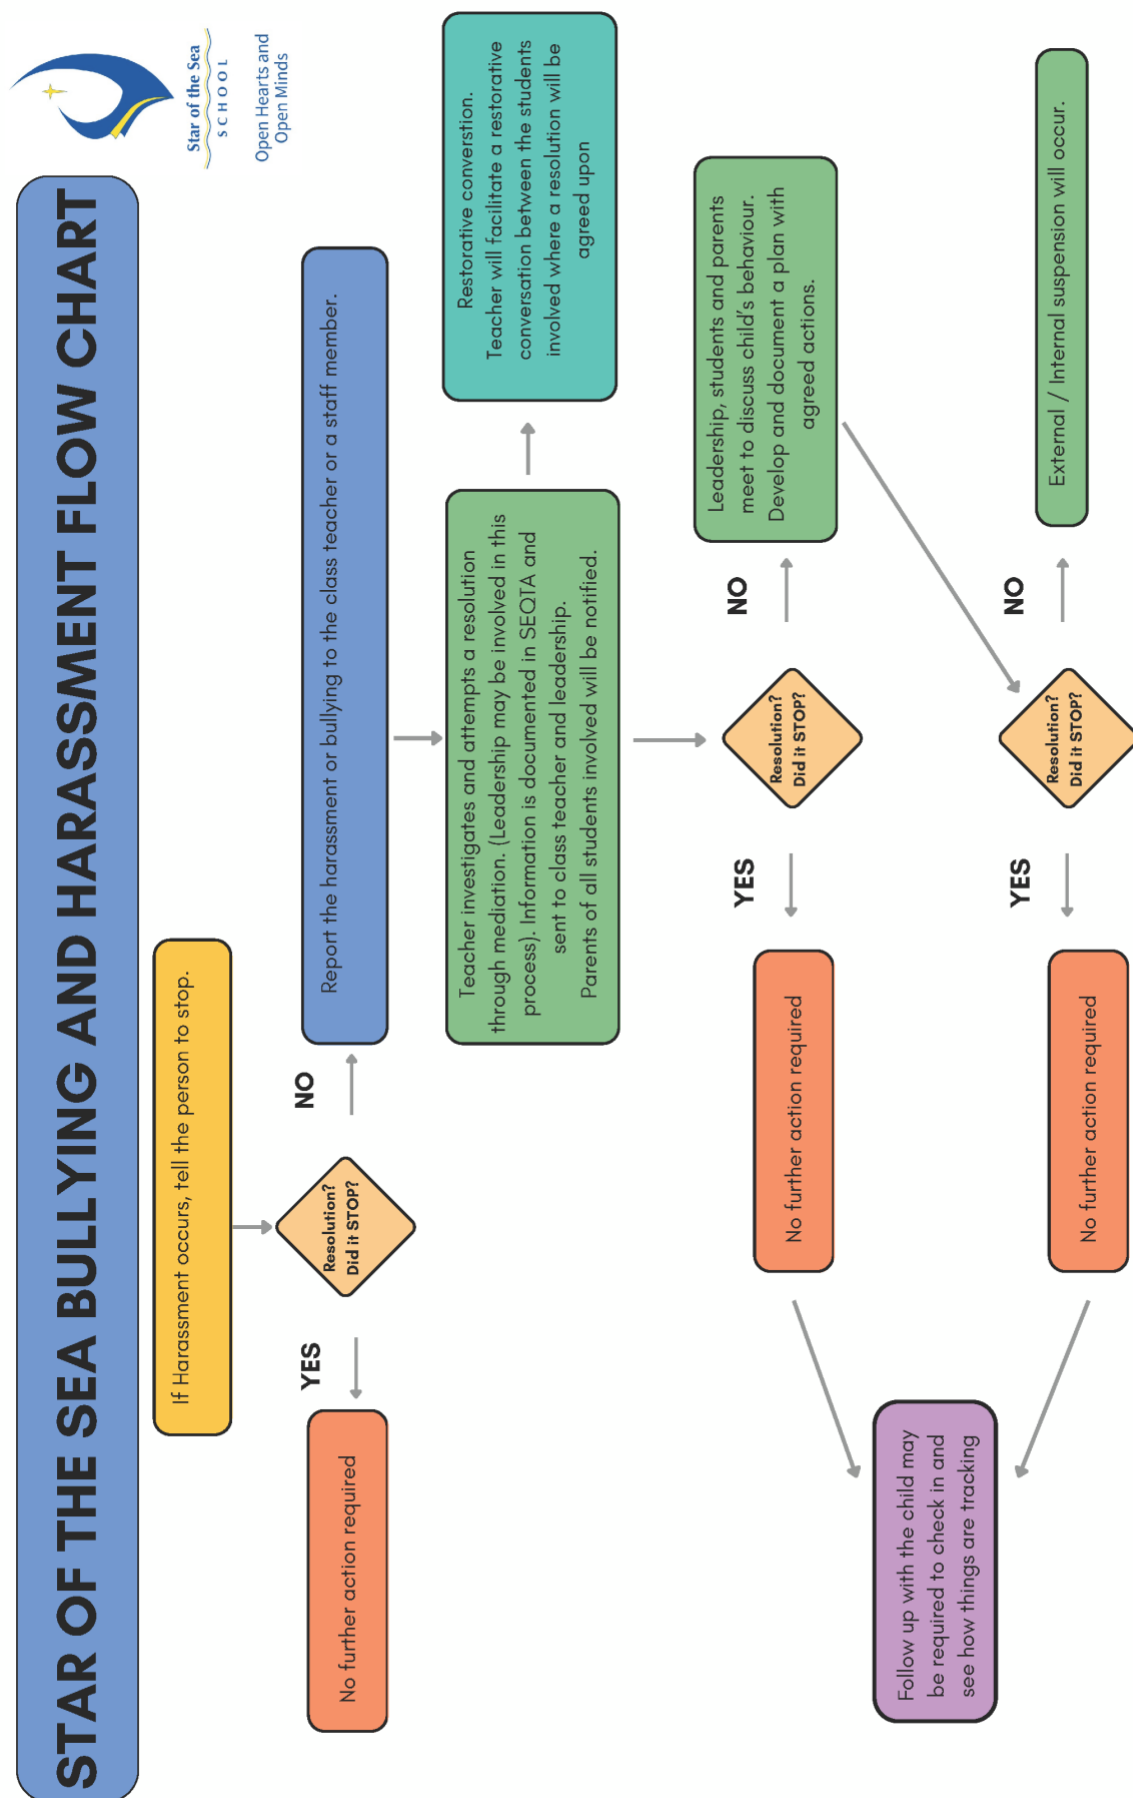 STAR OF THE SEA BULLYING AND HARASSMENT FLOW CHART
Star of the Sea
SCHOOL
Open Hearts and
Open Minds
If Harassment occurs, tell the person to stop.
Resolution?
Did it STOP?
YES
No further action required
NO
Report the harassment or bullying to the class teacher or a staff member.
Teacher investigates and attempts a resolution
through mediation. (Leadership may be involved in this
process). Information is documented in SEQTA and
sent to class teacher and leadership.
Parents of all students involved will be notified.
Restorative converstion.
Teacher will facilitate a restorative
conversation between the students
involved where a resolution will be
agreed upon
Resolution?
Did it STOP?
YES
No further action required
NO
Leadership, students and parents
meet to discuss child's behaviour.
Develop and document a plan with
agreed actions.
Follow up with the child may
be required to check in and
see how things are tracking
Resolution?
Did it STOP?
YES
No further action required
NO
External / Internal suspension will occur.